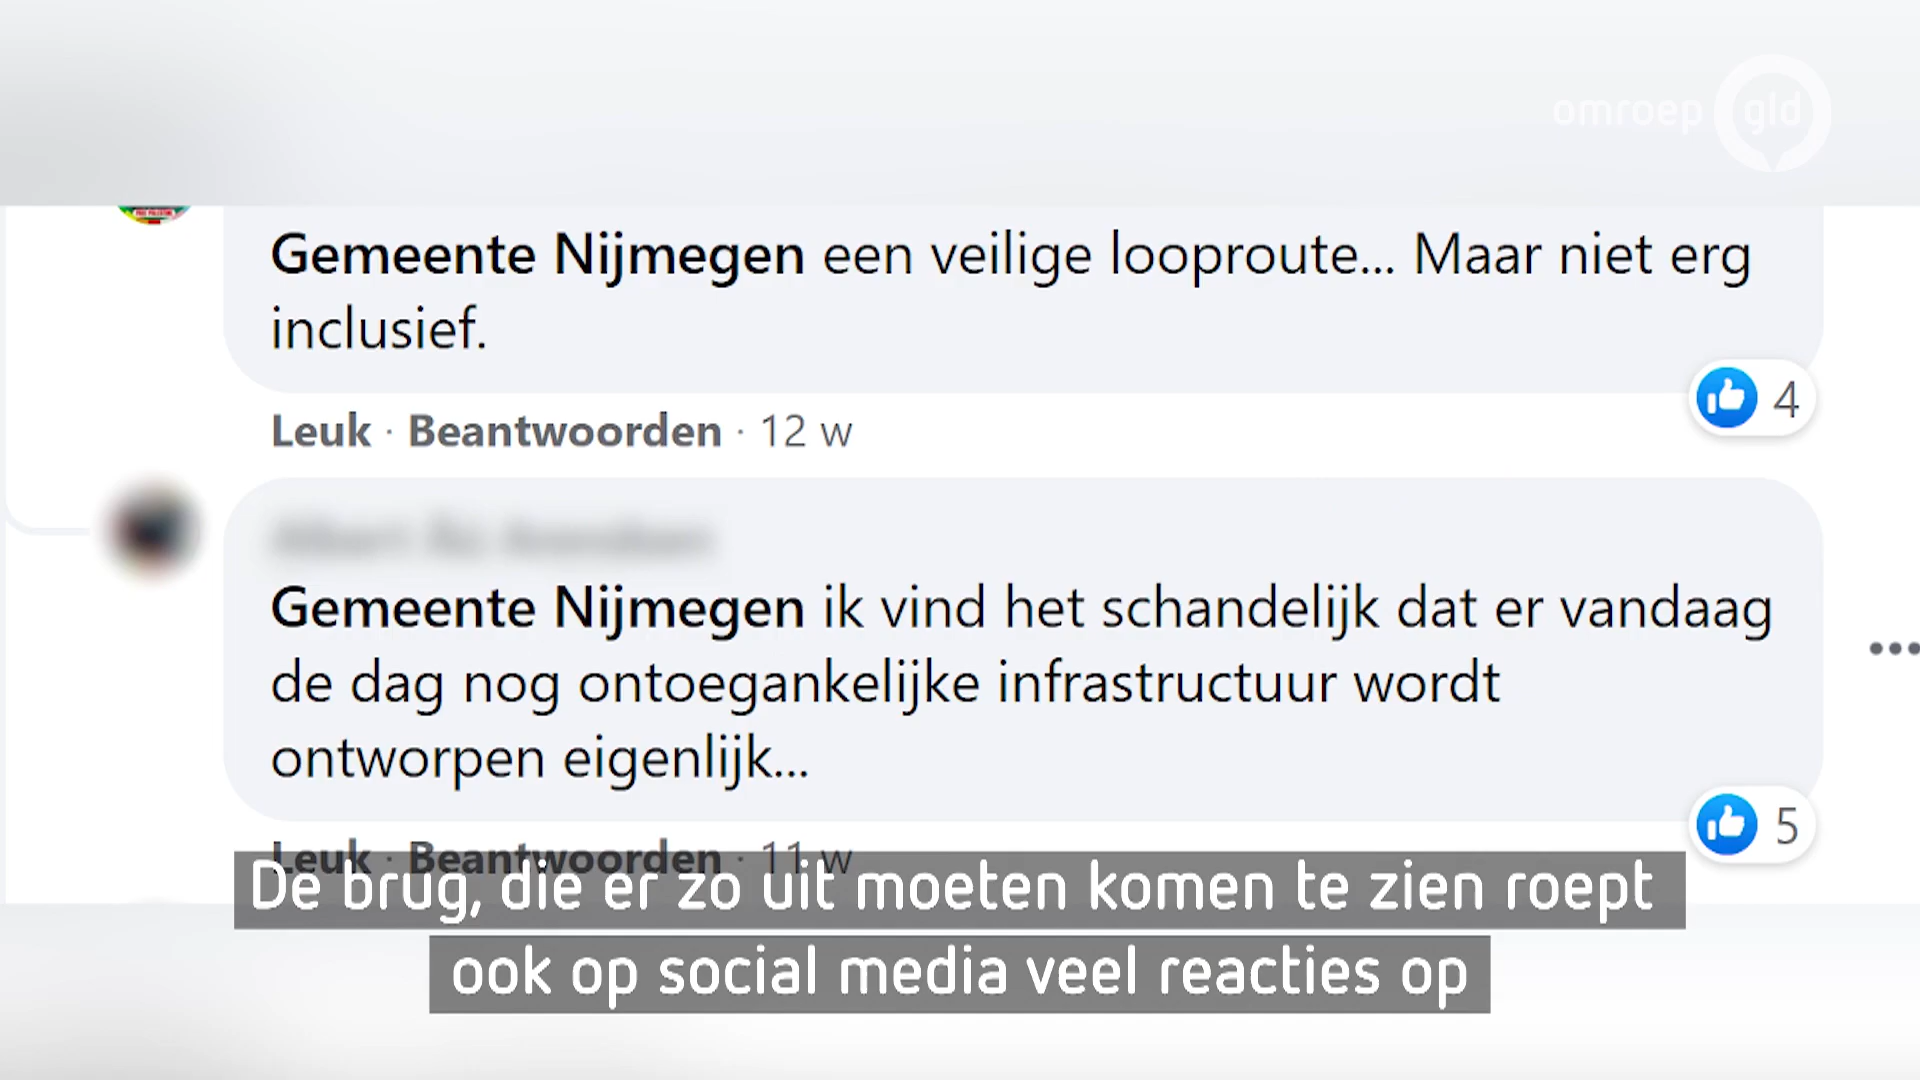 omroep gld
Gemeente Nijmegen een veilige looproute... Maar niet erg
inclusief.
4
Leuk · Beantwoorden · 12 w
Gemeente Nijmegen ik vind het schandelijk dat er vandaag
de dag nog ontoegankelijke infrastructuur wordt
ontworpen eigenlijk...
5
Leuk · Beantwoorden · 11 w
De brug, die er zo uit moeten komen te zien roept
ook op social media veel reacties op